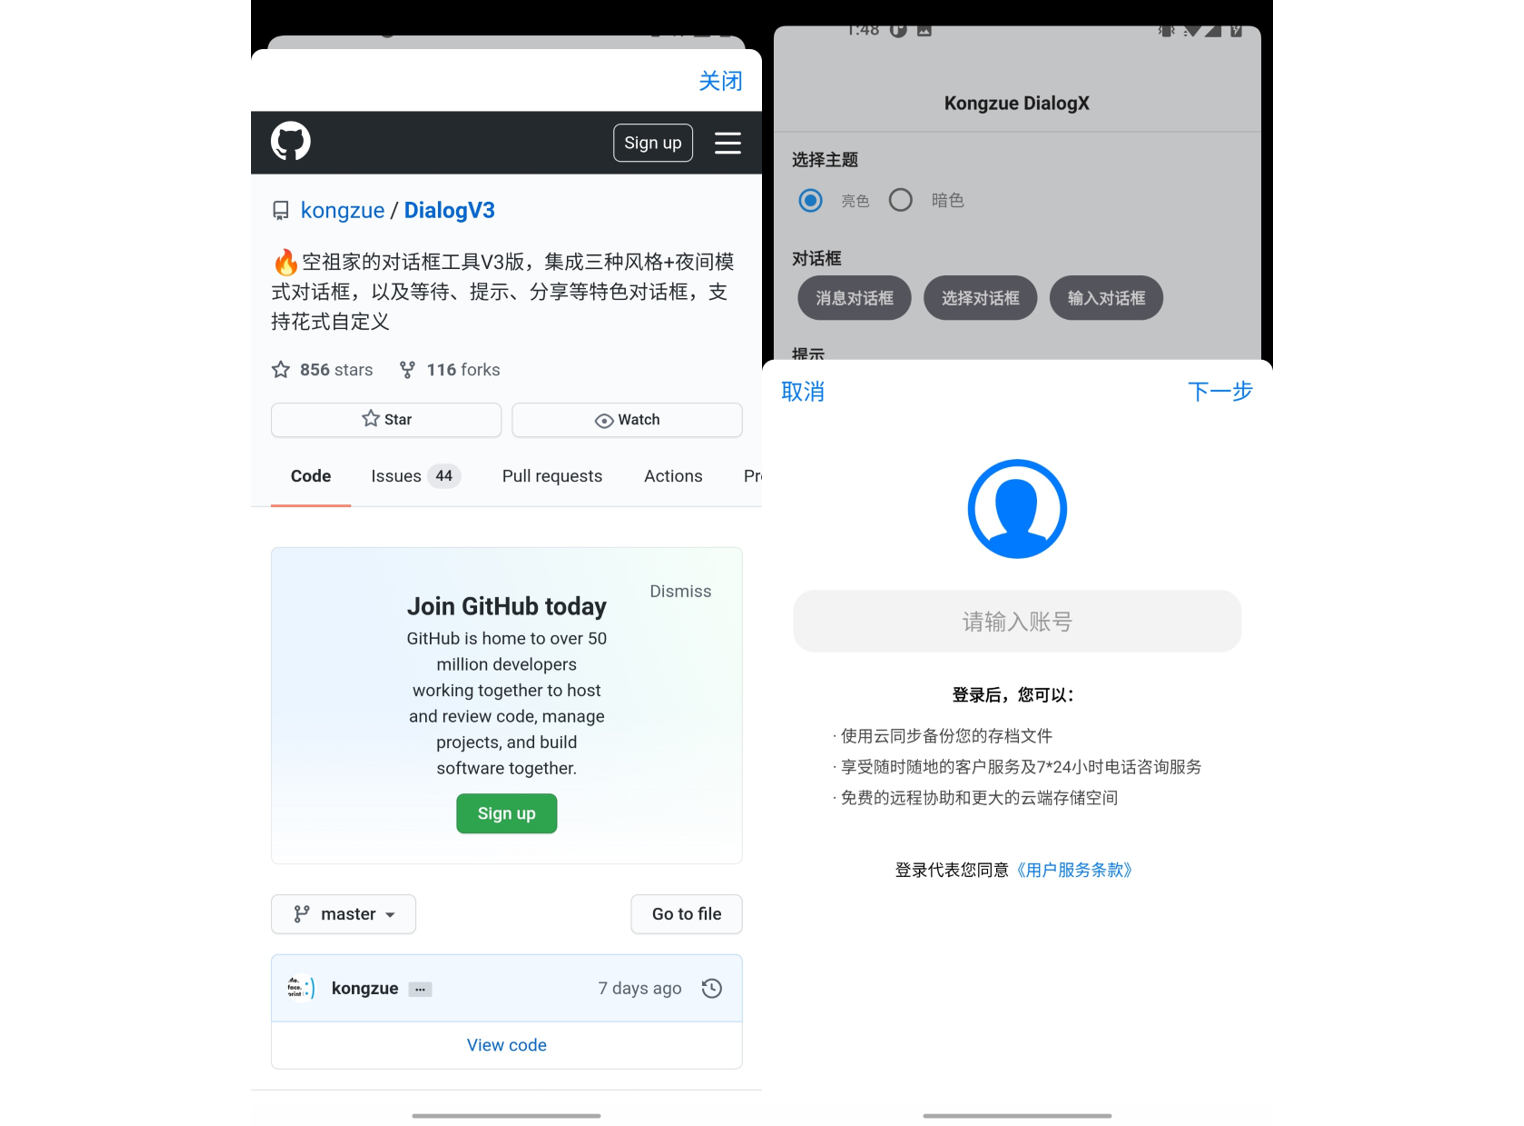 关闭
Sign up
kongzue / DialogV3
🔥空祖家的对话框工具V3版，集成三种风格+夜间模
式对话框，以及等待、提示、分享等特色对话框，支
持花式自定义
856 stars 116 forks
Star Watch
Code Issues 44 Pull requests Actions
Dismiss
Join GitHub today
GitHub is home to over 50
million developers
working together to host
and review code, manage
projects, and build
software together.
Sign up
master Go to file
kongzue ... 7 days ago
View code
1:48
Kongzue DialogX
选择主题
亮色 暗色
对话框
消息对话框 选择对话框 输入对话框
提示
取消 下一步
请输入账号
登录后，您可以：
· 使用云同步备份您的存档文件
· 享受随时随地的客户服务及7*24小时电话咨询服务
· 免费的远程协助和更大的云端存储空间
登录代表您同意《用户服务条款》